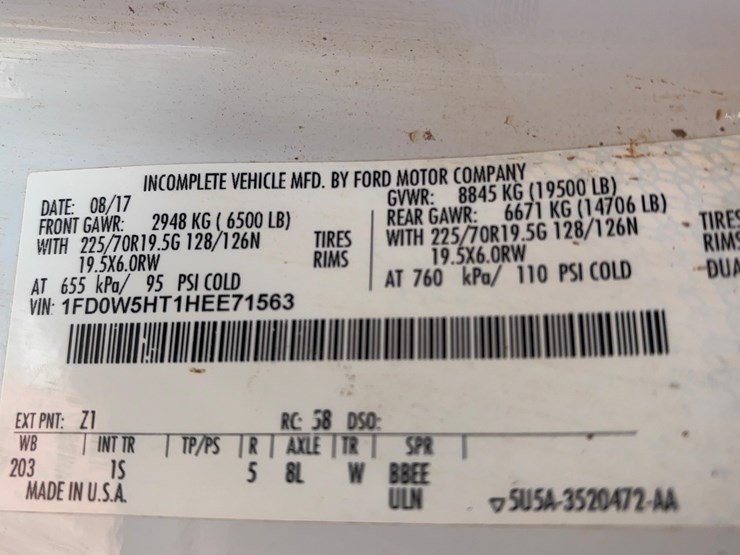 INCOMPLETE VEHICLE MFD. BY FORD MOTOR COMPANY
DATE: 08/17 GVWR: 8845 KG (19500 LB)
FRONT GAWR: 2948 KG ( 6500 LB) REAR GAWR: 6671 KG (14706 LB)
WITH 225/70R19.5G 128/126N TIRES WITH 225/70R19.5G 128/126N TIRES
19.5X6.0RW RIMS 19.5X6.0RW RIMS
AT 655 kPa/ 95 PSI COLD AT 760 kPa/ 110 PSI COLD -DUA
VIN: 1FD0W5HT1HEE71563
EXT PNT: Z1 RC: 58 DSO:
WB INT TR TP/PS R AXLE TR SPR
203 1S 5 8L W BBEE
MADE IN U.S.A. ULN 5U5A-3520472-AA